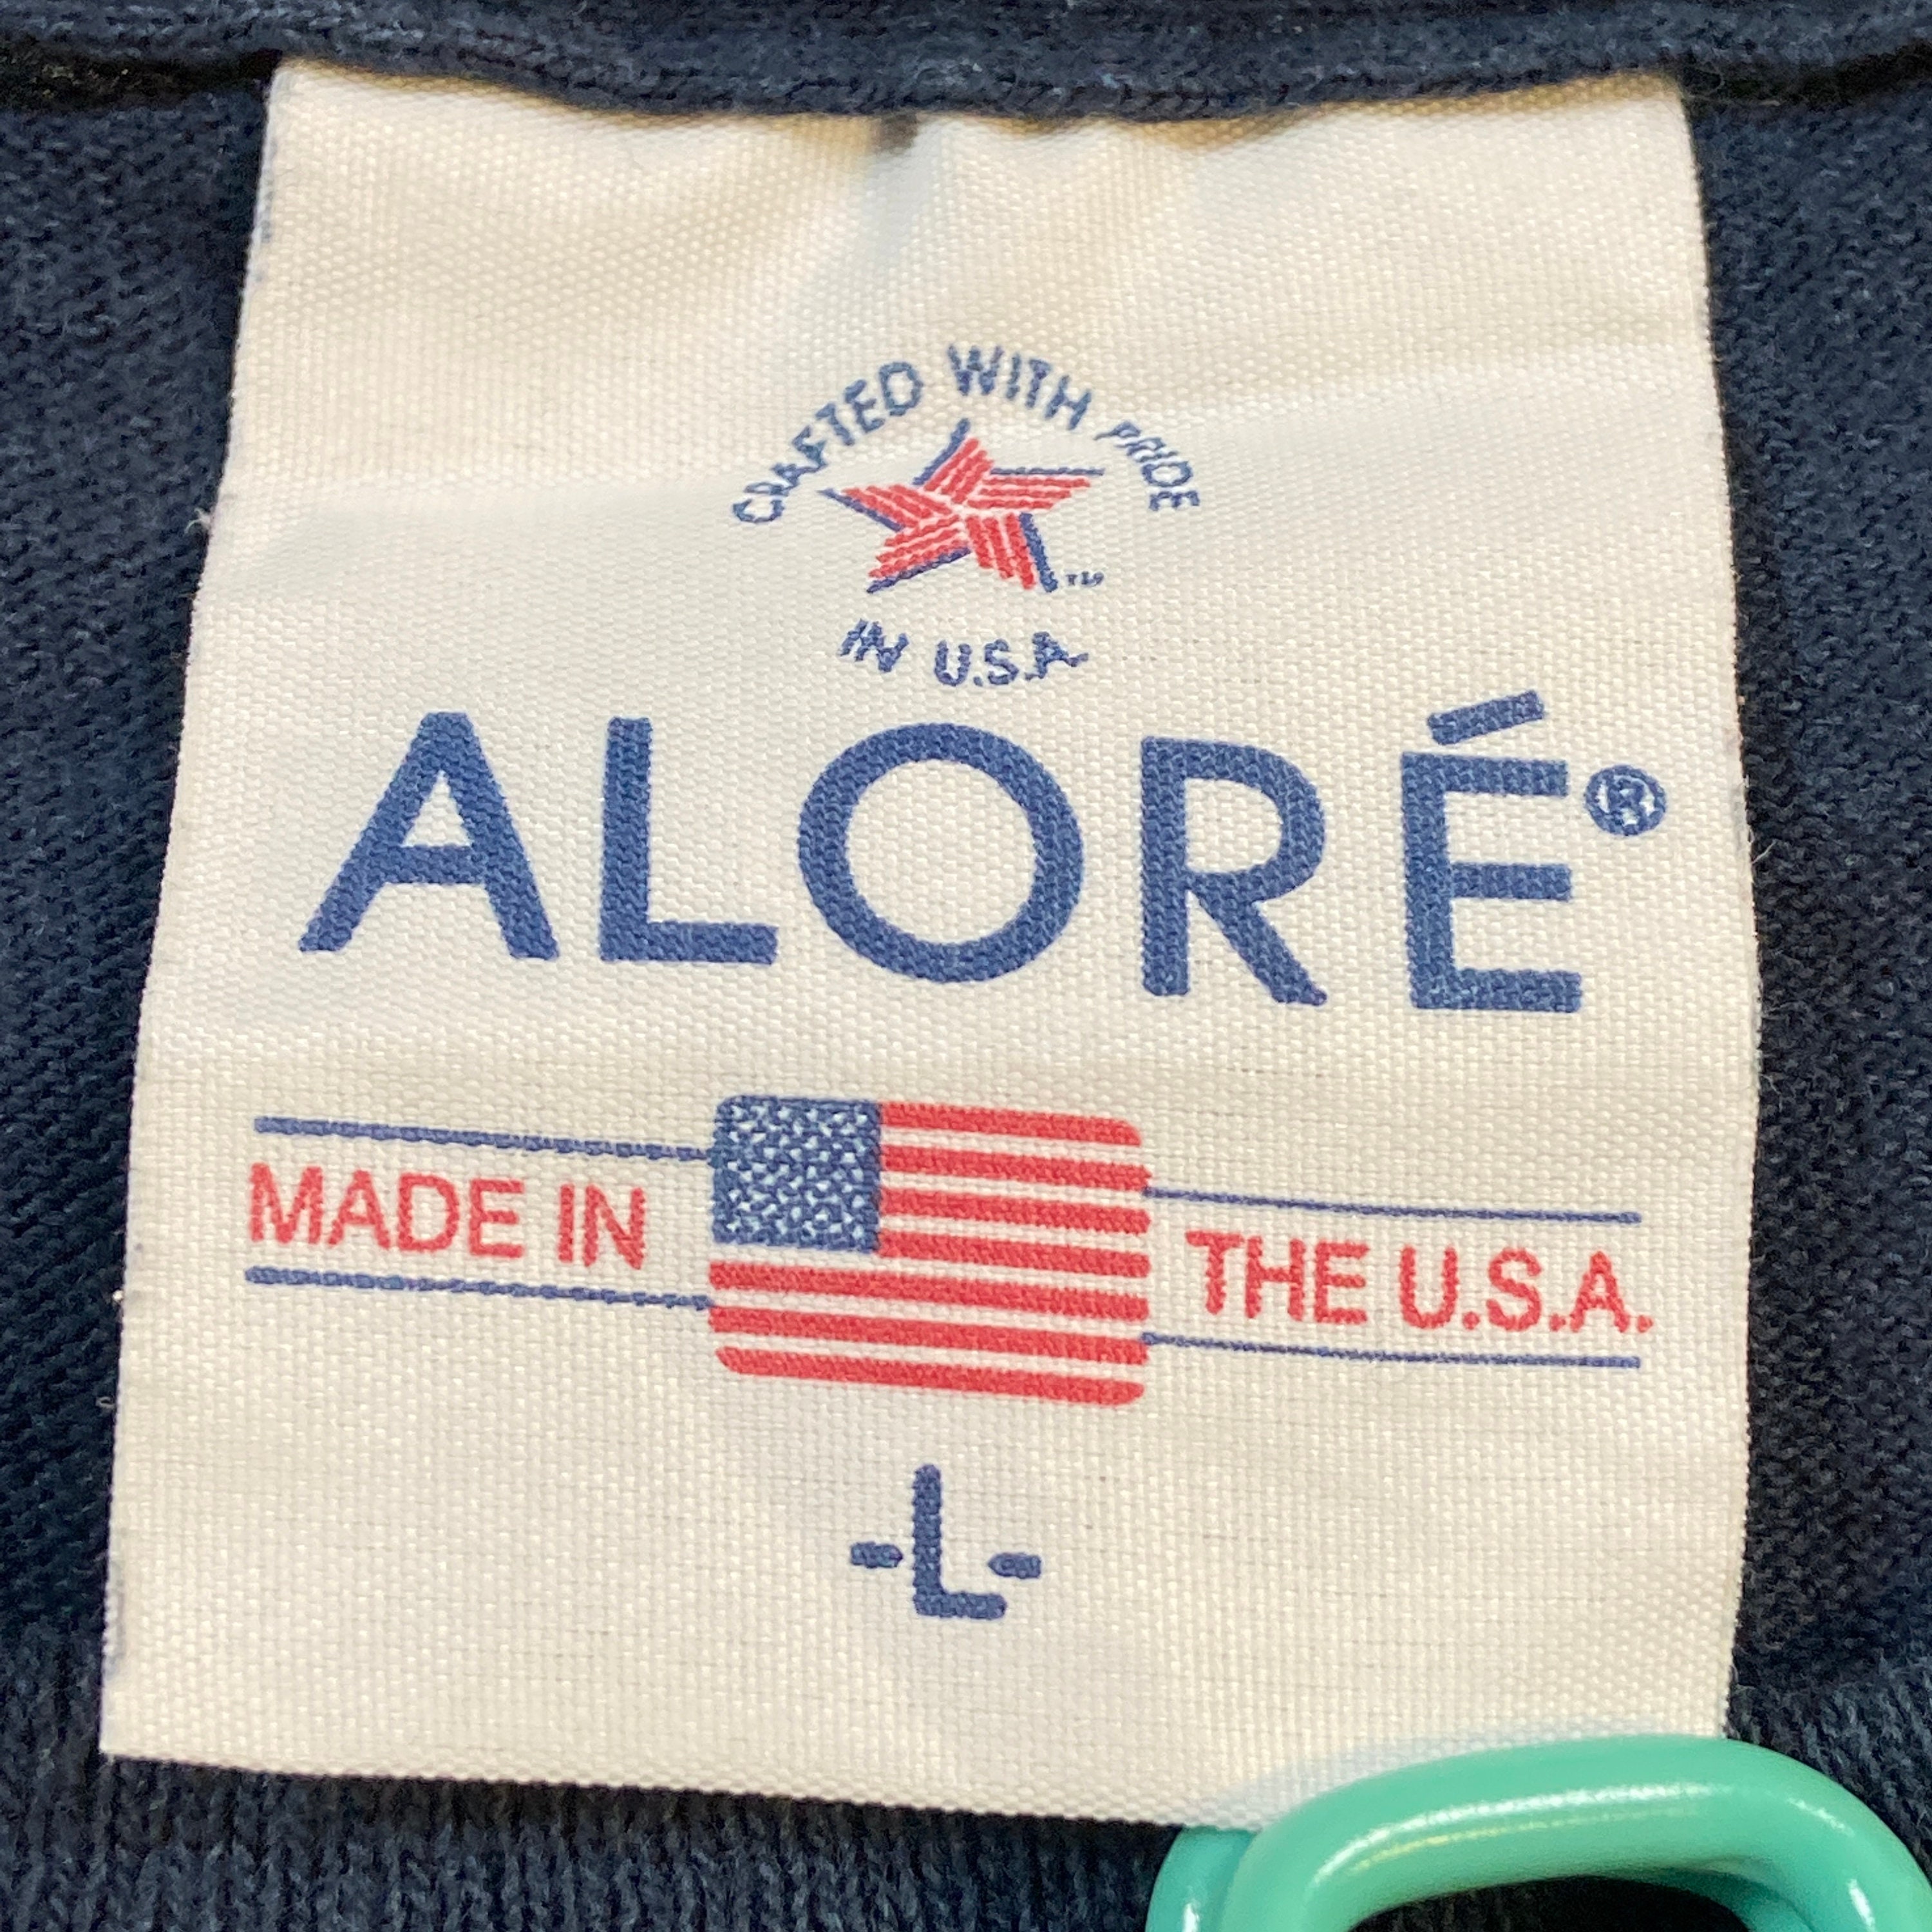 CRAFTED WITH PRIDE
™
IN U.S.A
ALORÉ®
MADE IN THE U.S.A.
-L-